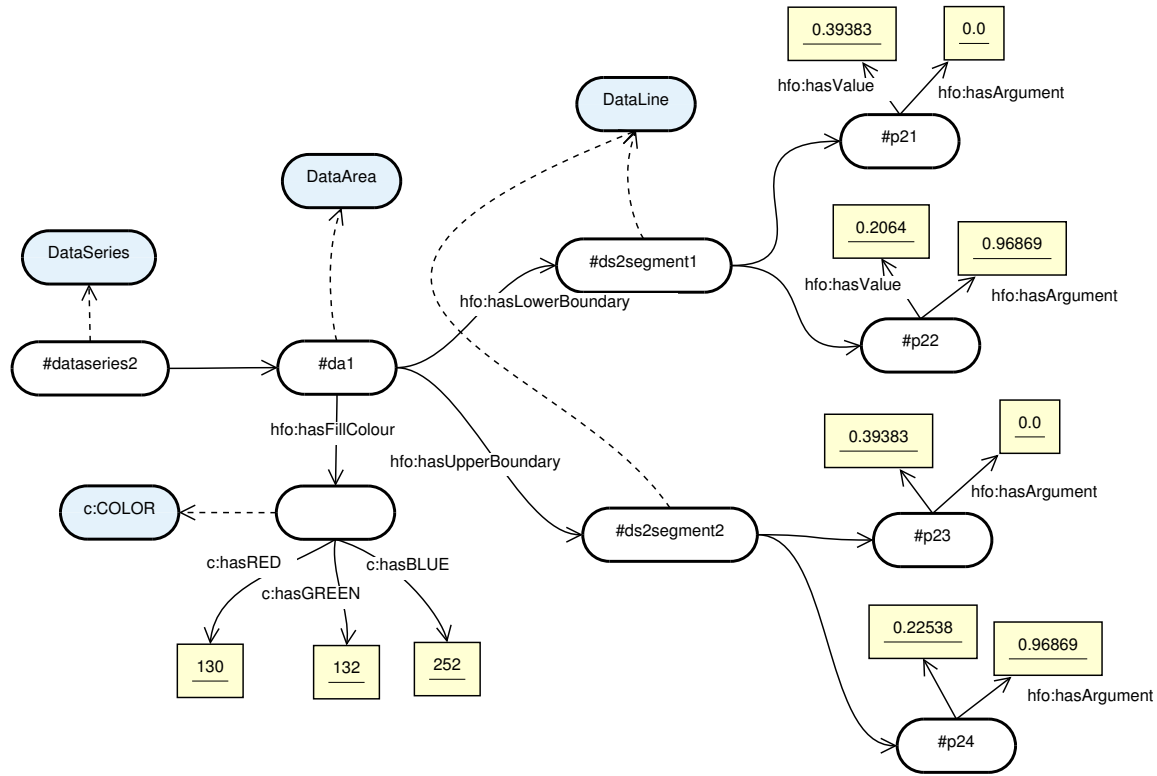 0.39383
0.0
hfo:hasValue
hfo:hasArgument
DataLine
#p21
DataArea
0.2064
DataSeries
0.96869
#ds2segment1
hfo:hasValue
hfo:hasArgument
hfo:hasLowerBoundary
#p22
#dataseries2
#da1
0.39383
0.0
hfo:hasFillColour
hfo:hasUpperBoundary
hfo:hasArgument
c:COLOR
#ds2segment2
#p23
c:hasRED
c:hasBLUE
c:hasGREEN
0.22538
0.96869
130
132
252
hfo:hasArgument
#p24